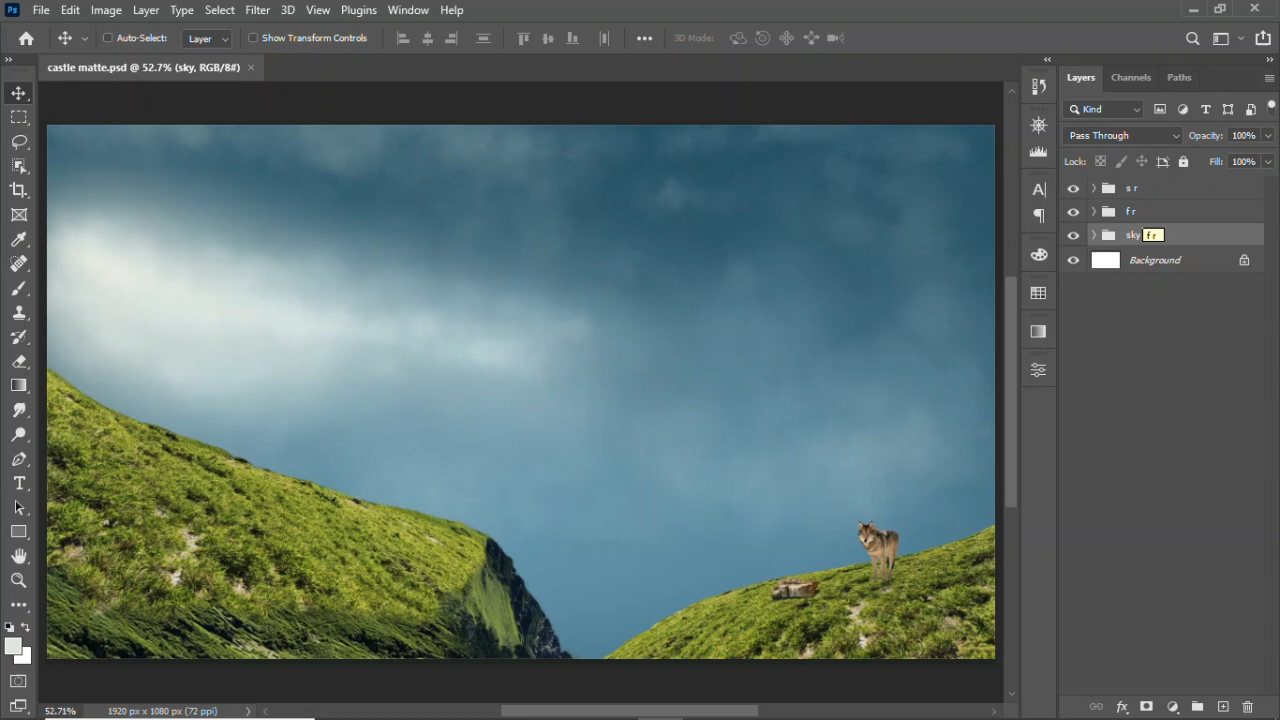 Ps File Edit Image Layer Type Select Filter 3D View Plugins Window Help
Auto-Select: Layer Show Transform Controls 3D Mode:
castle matte.psd @ 52.7% (sky, RGB/8#) ×
Layers Channels Paths
Kind
Pass Through Opacity: 100%
Lock: Fill: 100%
s r
f r
sky f r
Background
52.71% 1920 px x 1080 px (72 ppi)